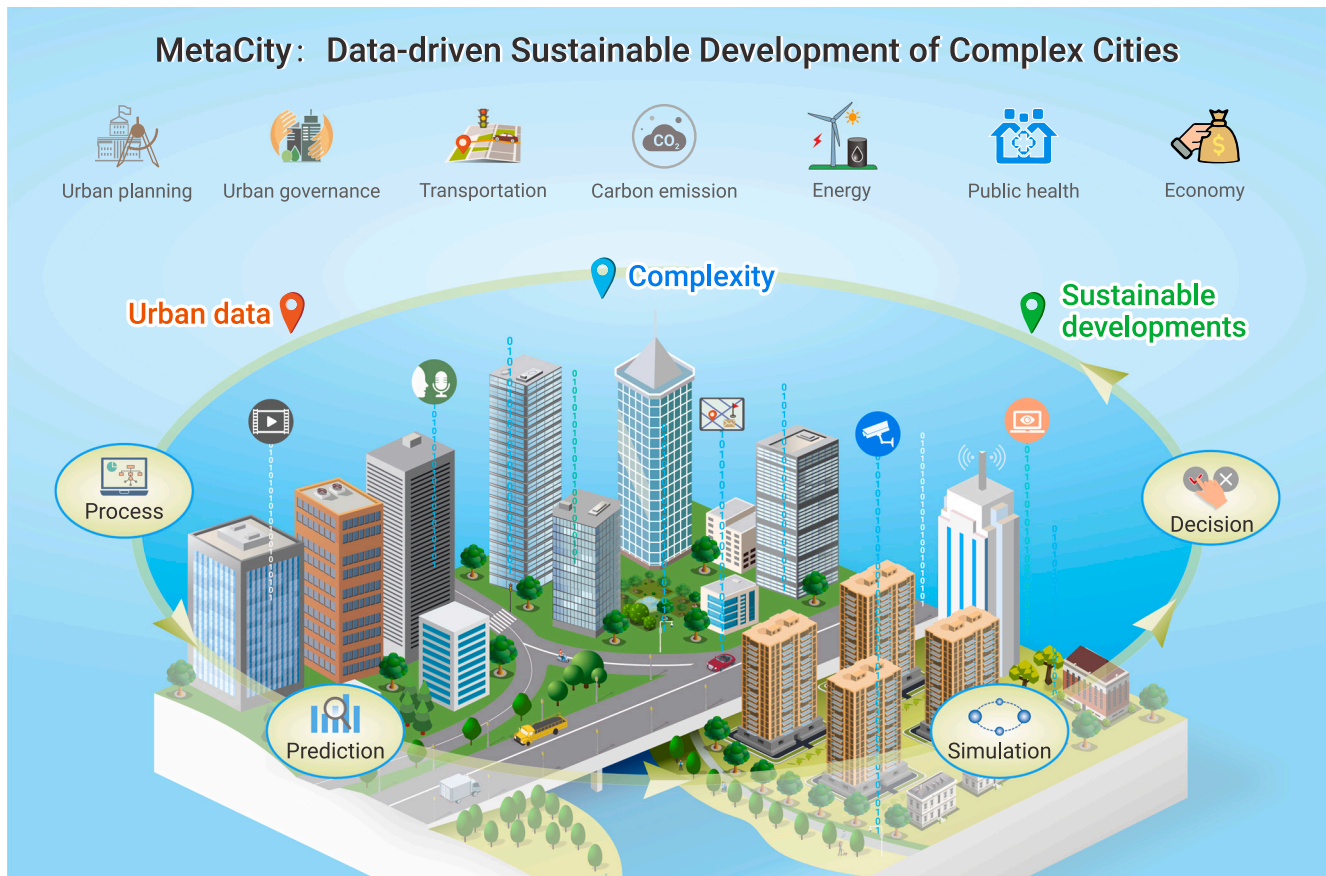 MetaCity: Data-driven Sustainable Development of Complex Cities
CO₂
$
Urban planning
Urban governance
Transportation
Carbon emission
Energy
Public health
Economy
Complexity
Urban data
Sustainable
developments
Process
Decision
Prediction
Simulation